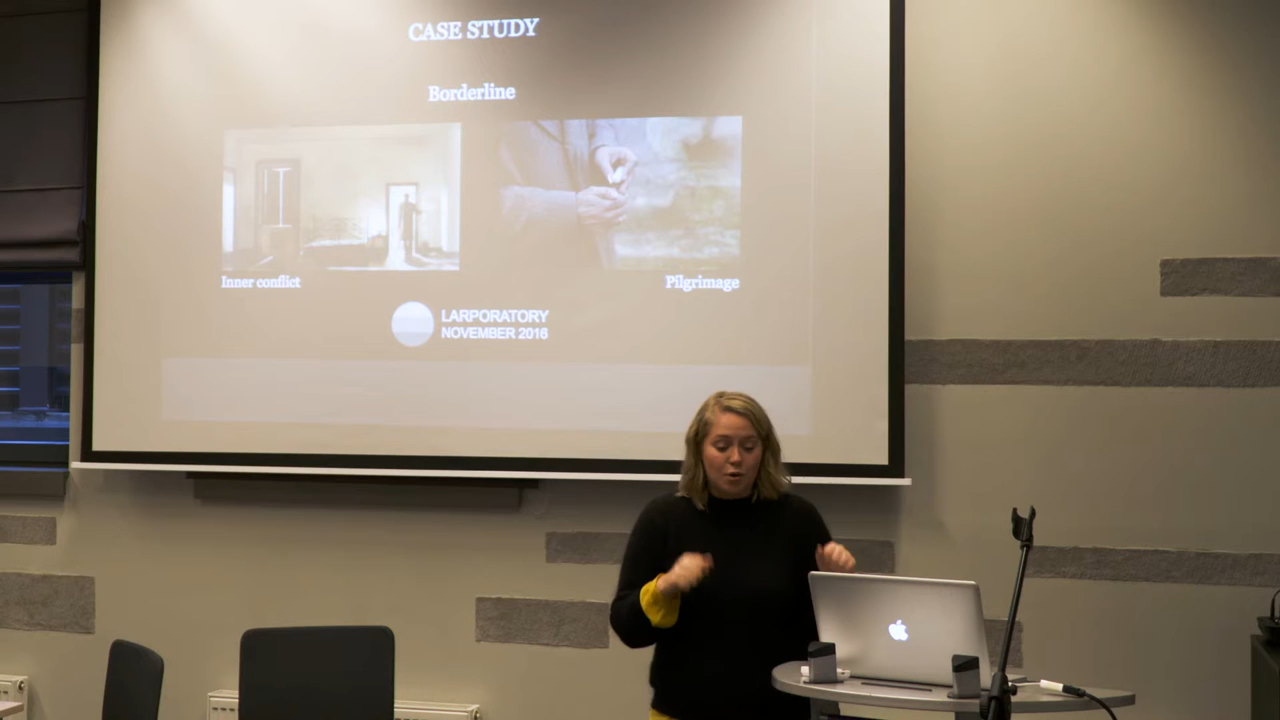 CASE STUDY
Borderline
Inner conflict
Pilgrimage
LARPORATORY
NOVEMBER 2016